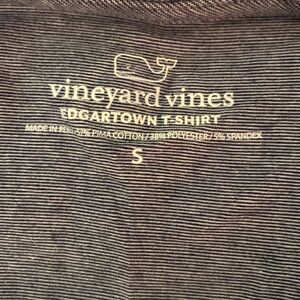 vineyard vines
EDGARTOWN T-SHIRT
MADE IN PERU 57% PIMA COTTON / 38% POLYESTER / 5% SPANDEX
S